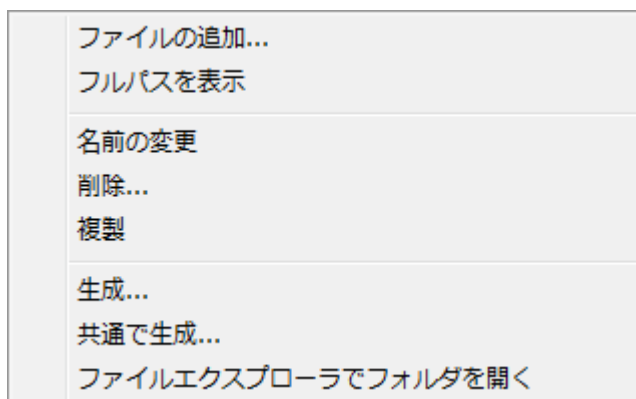 ファイルの追加...
フルパスを表示
名前の変更
削除...
複製
生成...
共通で生成...
ファイルエクスプローラでフォルダを開く